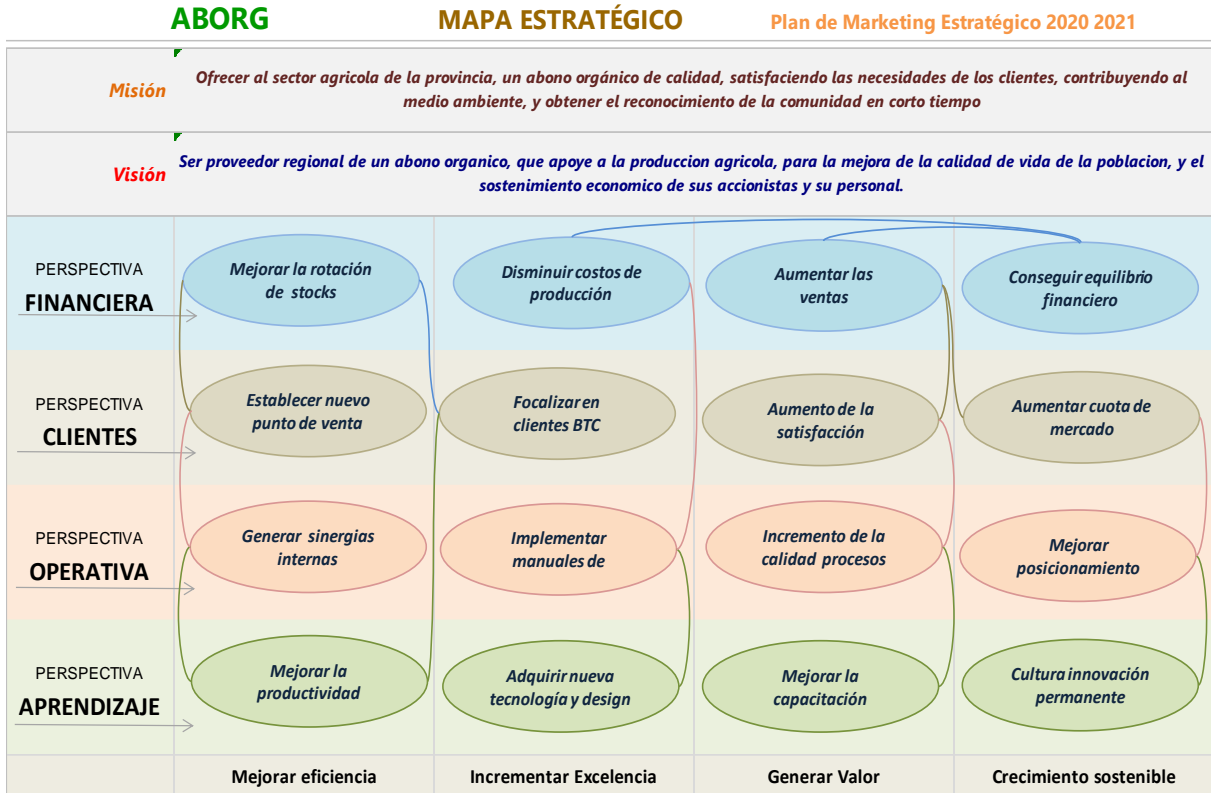 ABORG MAPA ESTRATÉGICO Plan de Marketing Estratégico 2020 2021
Misión
Ofrecer al sector agricola de la provincia, un abono orgánico de calidad, satisfaciendo las necesidades de los clientes, contribuyendo al
medio ambiente, y obtener el reconocimiento de la comunidad en corto tiempo
Visión
Ser proveedor regional de un abono organico, que apoye a la produccion agricola, para la mejora de la calidad de vida de la poblacion, y el
sostenimiento economico de sus accionistas y su personal.
PERSPECTIVA
FINANCIERA
Mejorar la rotación
de stocks
Disminuir costos de
producción
Aumentar las
ventas
Conseguir equilibrio
financiero
PERSPECTIVA
CLIENTES
Establecer nuevo
punto de venta
Focalizar en
clientes BTC
Aumento de la
satisfacción
Aumentar cuota de
mercado
PERSPECTIVA
OPERATIVA
Generar sinergias
internas
Implementar
manuales de
Incremento de la
calidad procesos
Mejorar
posicionamiento
PERSPECTIVA
APRENDIZAJE
Mejorar la
productividad
Adquirir nueva
tecnología y design
Mejorar la
capacitación
Cultura innovación
permanente
Mejorar eficiencia
Incrementar Excelencia
Generar Valor
Crecimiento sostenible